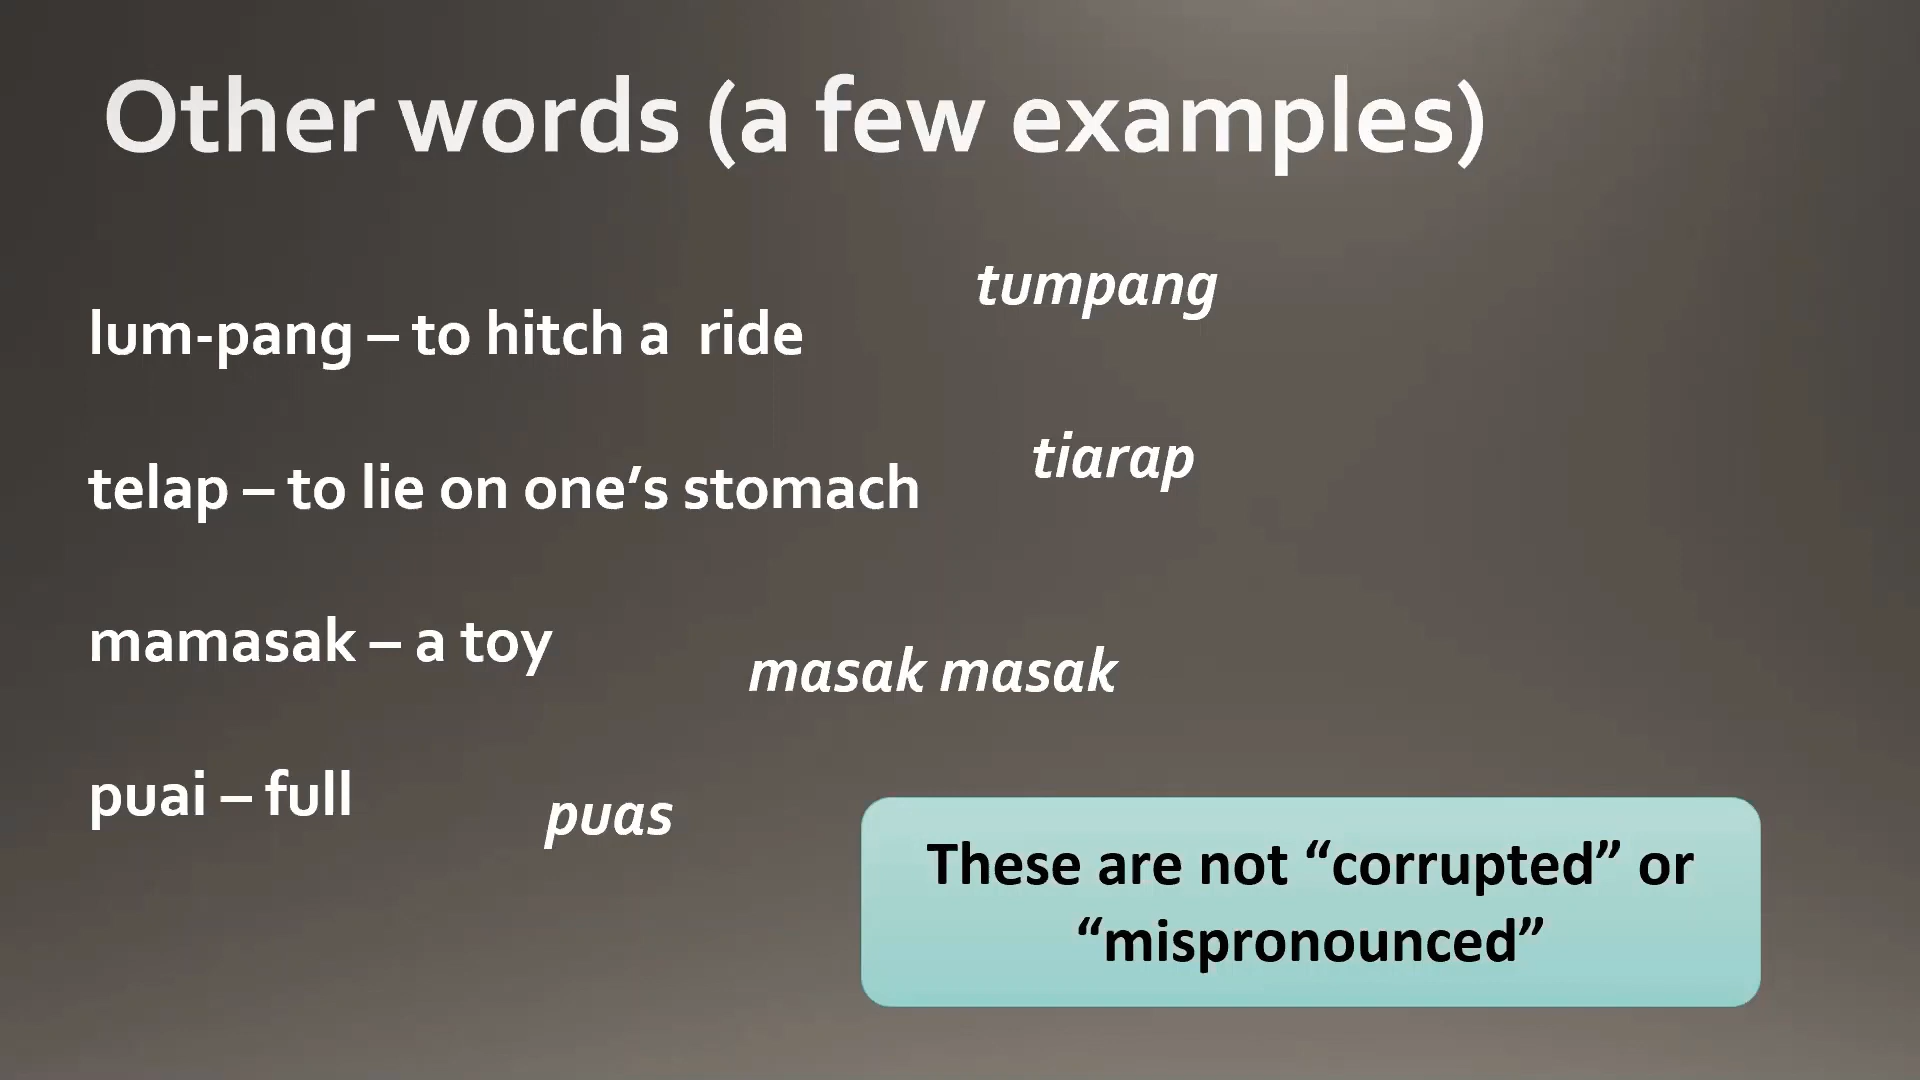 Other words (a few examples)
tumpang
lum-pang – to hitch a ride
tiarap
telap – to lie on one’s stomach
mamasak – a toy
masak masak
puai – full
puas
These are not “corrupted” or
“mispronounced”